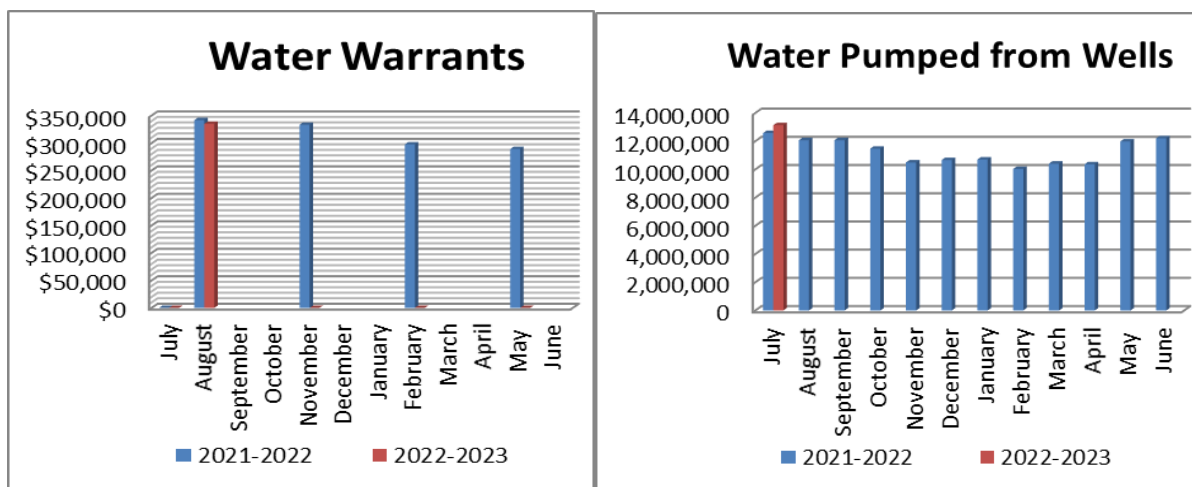 Water Warrants
$350,000
$300,000
$250,000
$200,000
$150,000
$100,000
$50,000
$0
July
August
September
October
November
December
January
February
March
April
May
June
2021-2022
2022-2023
Water Pumped from Wells
14,000,000
12,000,000
10,000,000
8,000,000
6,000,000
4,000,000
2,000,000
0
July
August
September
October
November
December
January
February
March
April
May
June
2021-2022
2022-2023